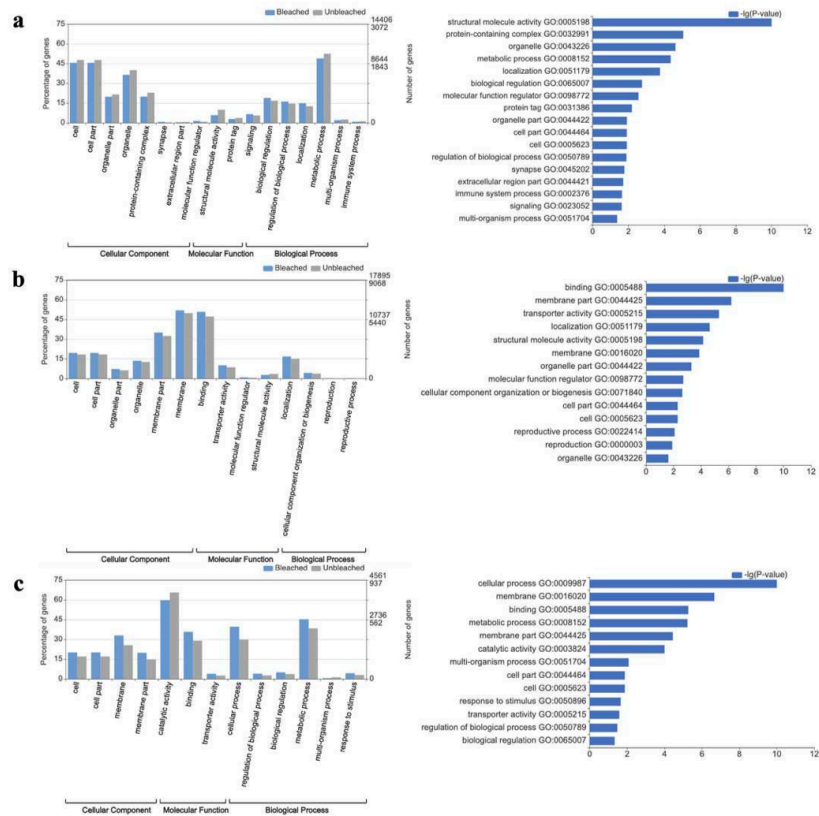 a
Bleached Unbleached
Percentage of genes
75
60
45
30
15
0
14406
3072
8644
1843
0
Number of genes
cell
cell part
organelle part
organelle
protein-containing complex
synapse
extracellular region part
molecular function regulator
structural molecule activity
protein tag
signaling
biological regulation
regulation of biological process
localization
metabolic process
multi-organism process
immune system process
Cellular Component Molecular Function Biological Process
-lg(P-value)
structural molecule activity GO:0005198
protein-containing complex GO:0032991
organelle GO:0043226
metabolic process GO:0008152
localization GO:0051179
biological regulation GO:0065007
molecular function regulator GO:0098772
protein tag GO:0031386
organelle part GO:0044422
cell part GO:0044464
cell GO:0005623
regulation of biological process GO:0050789
synapse GO:0045202
extracellular region part GO:0044421
immune system process GO:0002376
signaling GO:0023052
multi-organism process GO:0051704
0 2 4 6 8 10 12
b
Bleached Unbleached
Percentage of genes
75
60
45
30
15
0
17895
9068
10737
5440
0
Number of genes
cell
cell part
organelle part
organelle
membrane part
membrane
binding
transporter activity
molecular function regulator
structural molecule activity
localization
cellular component organization or biogenesis
reproduction
reproductive process
Cellular Component Molecular Function Biological Process
-lg(P-value)
binding GO:0005488
membrane part GO:0044425
transporter activity GO:0005215
localization GO:0051179
structural molecule activity GO:0005198
membrane GO:0016020
organelle part GO:0044422
molecular function regulator GO:0098772
cellular component organization or biogenesis GO:0071840
cell part GO:0044464
cell GO:0005623
reproductive process GO:0022414
reproduction GO:0000003
organelle GO:0043226
0 2 4 6 8 10 12
c
Bleached Unbleached
Percentage of genes
75
60
45
30
15
0
4561
937
2736
562
0
Number of genes
cell
cell part
membrane
membrane part
catalytic activity
binding
transporter activity
cellular process
regulation of biological process
biological regulation
metabolic process
multi-organism process
response to stimulus
Cellular Component Molecular Function Biological Process
-lg(P-value)
cellular process GO:0009987
membrane GO:0016020
binding GO:0005488
metabolic process GO:0008152
membrane part GO:0044425
catalytic activity GO:0003824
multi-organism process GO:0051704
cell part GO:0044464
cell GO:0005623
response to stimulus GO:0050896
transporter activity GO:0005215
regulation of biological process GO:0050789
biological regulation GO:0065007
0 2 4 6 8 10 12